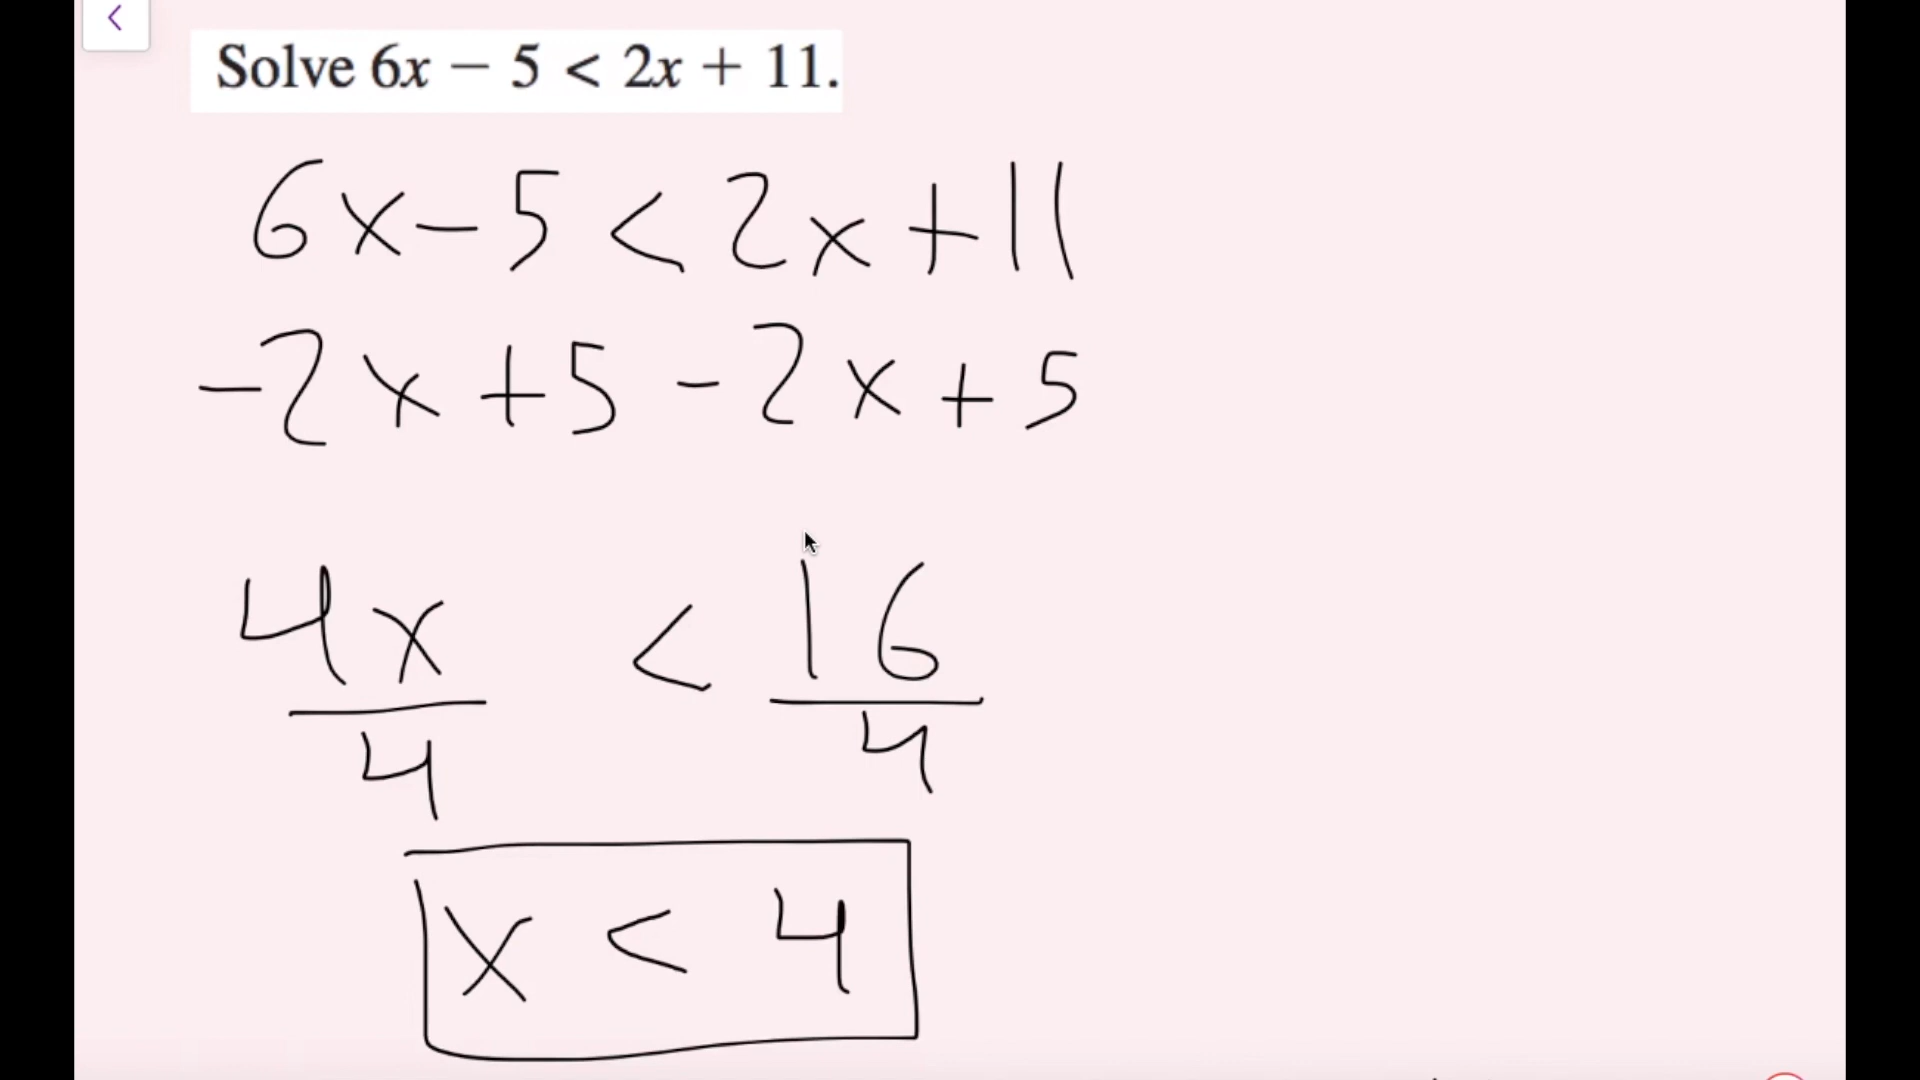 Solve 6x − 5 < 2x + 11.
6x-5<2x+11
-2x+5 -2x+5
4x < 16
4 4
x < 4